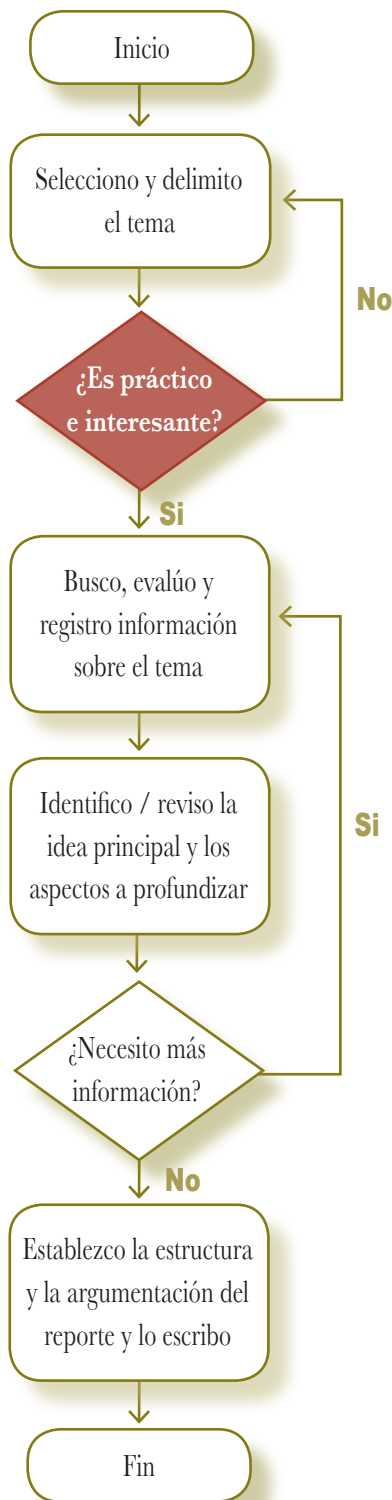 Inicio
Selecciono y delimito
el tema
No
¿Es práctico
e interesante?
Si
Busco, evalúo y
registro información
sobre el tema
Identifico / reviso la
idea principal y los
aspectos a profundizar
Si
¿Necesito más
información?
No
Establezco la estructura
y la argumentación del
reporte y lo escribo
Fin